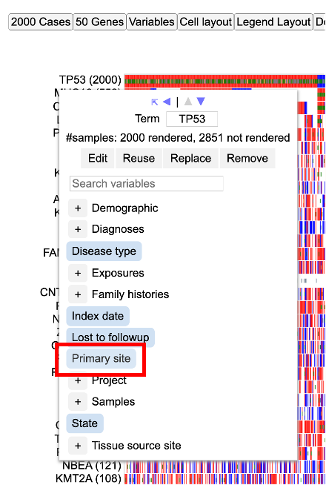 2000 Cases 50 Genes Variables Cell layout Legend Layout
TP53 (2000)
Term TP53
#samples: 2000 rendered, 2851 not rendered
Edit Reuse Replace Remove
Search variables
+ Demographic
+ Diagnoses
Disease type
+ Exposures
+ Family histories
Index date
Lost to followup
Primary site
+ Project
+ Samples
State
+ Tissue source site
NBEA (121)
KMT2A (108)